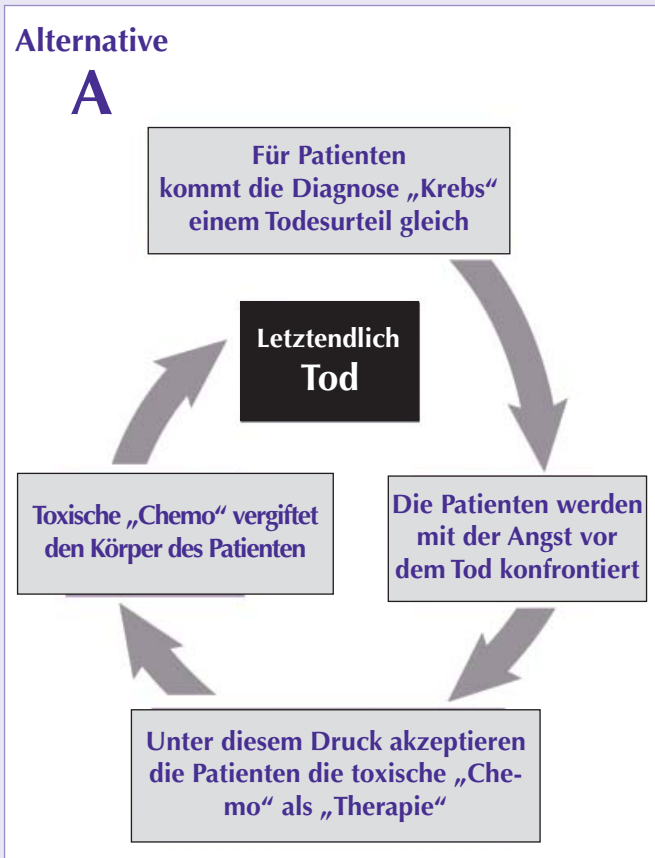 Alternative
A
Für Patienten
kommt die Diagnose „Krebs“
einem Todesurteil gleich
Letztendlich
Tod
Die Patienten werden
mit der Angst vor
dem Tod konfrontiert
Unter diesem Druck akzeptieren
die Patienten die toxische „Che-
mo“ als „Therapie“
Toxische „Chemo“ vergiftet
den Körper des Patienten